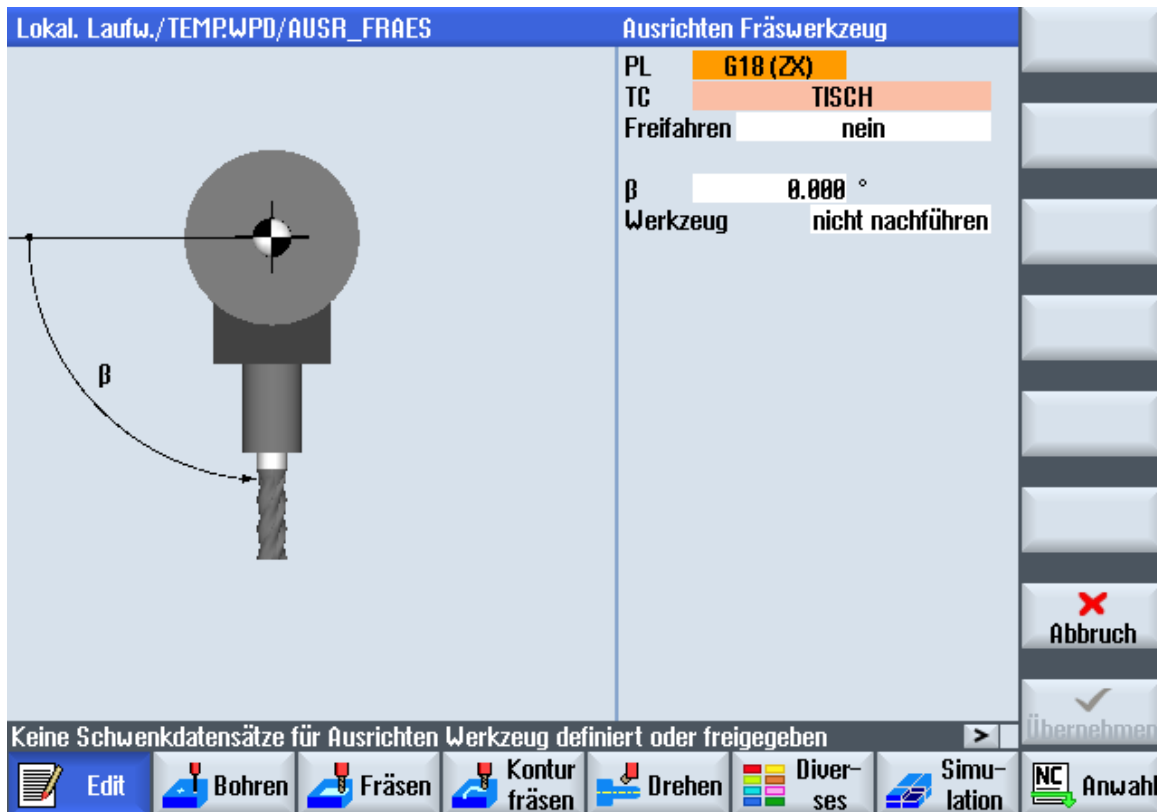 Lokal. Laufw./TEMP.WPD/AUSR_FRAES
Ausrichten Fräswerkzeug
PL G18 (ZX)
TC TISCH
Freifahren nein
β 0.000 °
Werkzeug nicht nachführen
β
Abbruch
Übernehmen
Keine Schwenkdatensätze für Ausrichten Werkzeug definiert oder freigegeben >
Edit
Bohren
Fräsen
Kontur
fräsen
Drehen
Diver-
ses
Simu-
lation
NC Anwahl